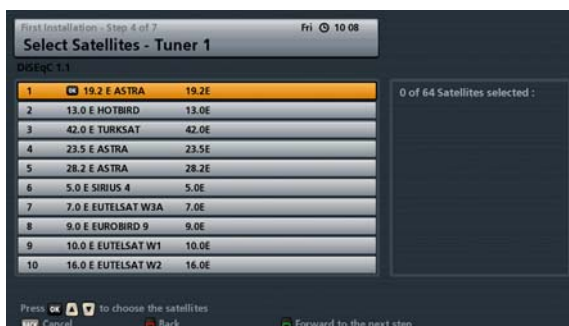 First Installation - Step 4 of 7 Fri 10 08
Select Satellites - Tuner 1
DiSEqC 1.1
1 OK 19.2 E ASTRA 19.2E
0 of 64 Satellites selected :
2 13.0 E HOTBIRD 13.0E
3 42.0 E TURKSAT 42.0E
4 23.5 E ASTRA 23.5E
5 28.2 E ASTRA 28.2E
6 5.0 E SIRIUS 4 5.0E
7 7.0 E EUTELSAT W3A 7.0E
8 9.0 E EUROBIRD 9 9.0E
9 10.0 E EUTELSAT W1 10.0E
10 16.0 E EUTELSAT W2 16.0E
Press OK to choose the satellites
Cancel Back Forward to the next step